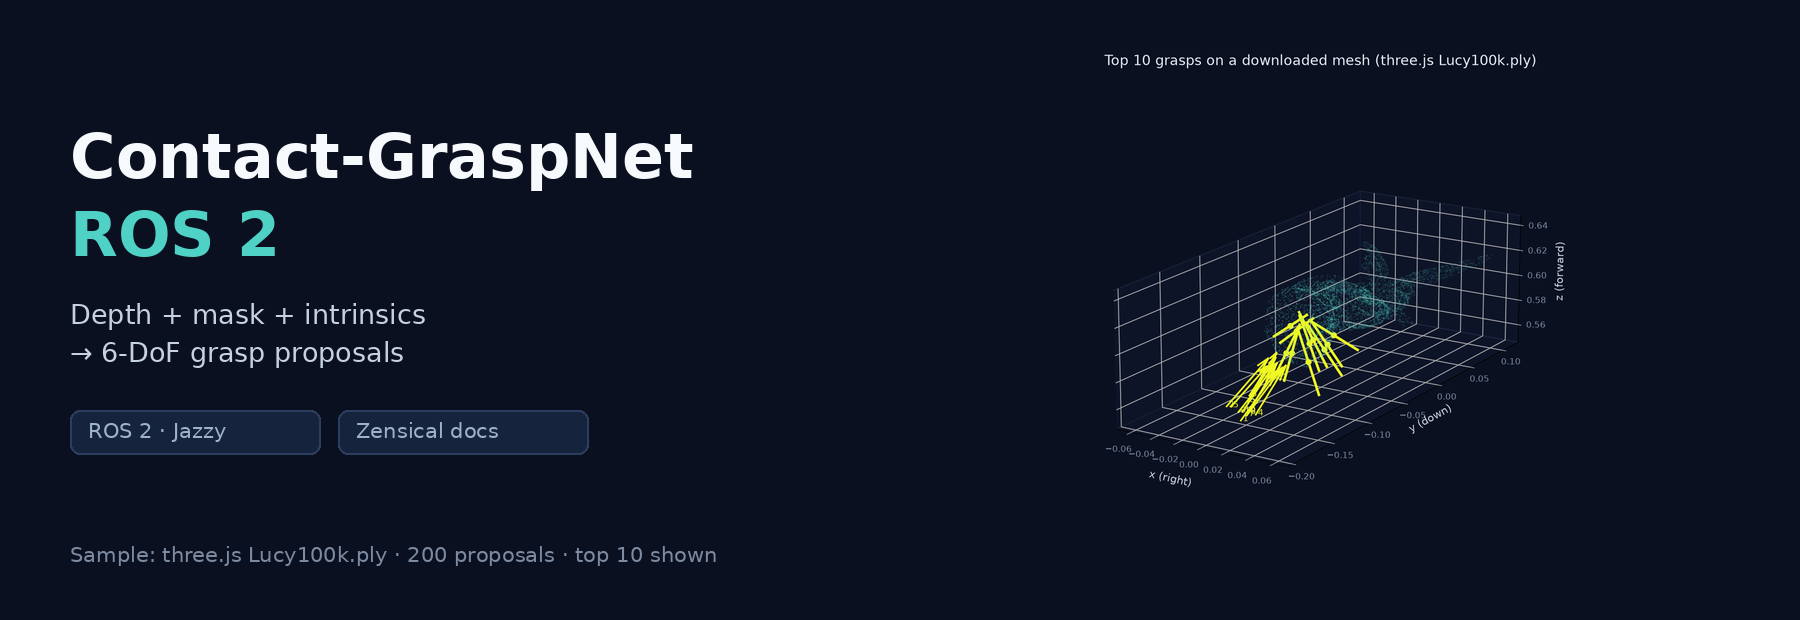 Top 10 grasps on a downloaded mesh (three.js Lucy100k.ply)
Contact-GraspNet
ROS 2
Depth + mask + intrinsics
→ 6-DoF grasp proposals
ROS 2 · Jazzy
Zensical docs
Sample: three.js Lucy100k.ply · 200 proposals · top 10 shown
0.64
0.62
0.60
0.58
0.56
z (forward)
0.10
0.05
0.00
−0.05
−0.10
−0.15
−0.20
y (down)
−0.06
−0.04
−0.02
0.00
0.02
0.04
0.06
x (right)